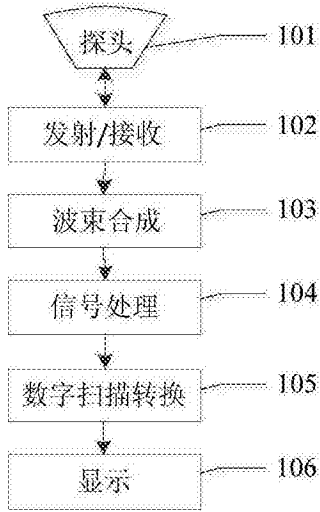 探头 101
发射/接收 102
波束合成 103
信号处理 104
数字扫描转换 105
显示 106